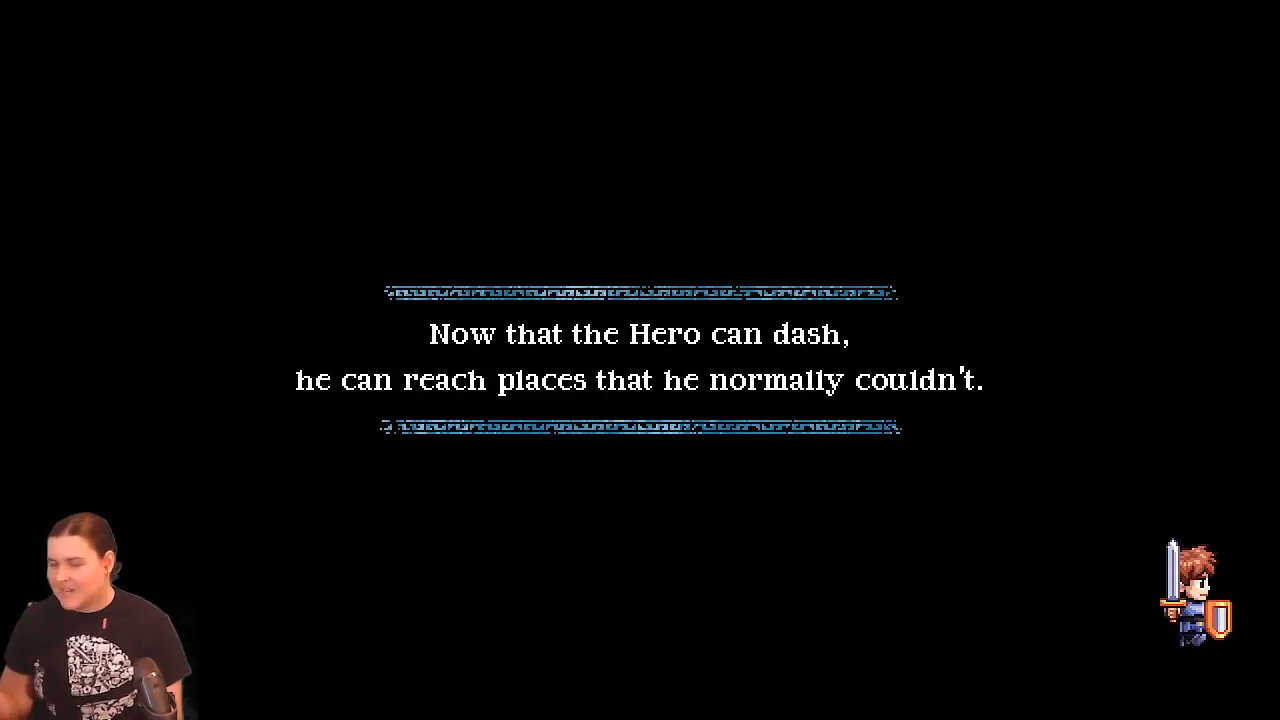 Now that the Hero can dash,
he can reach places that he normally couldn't.